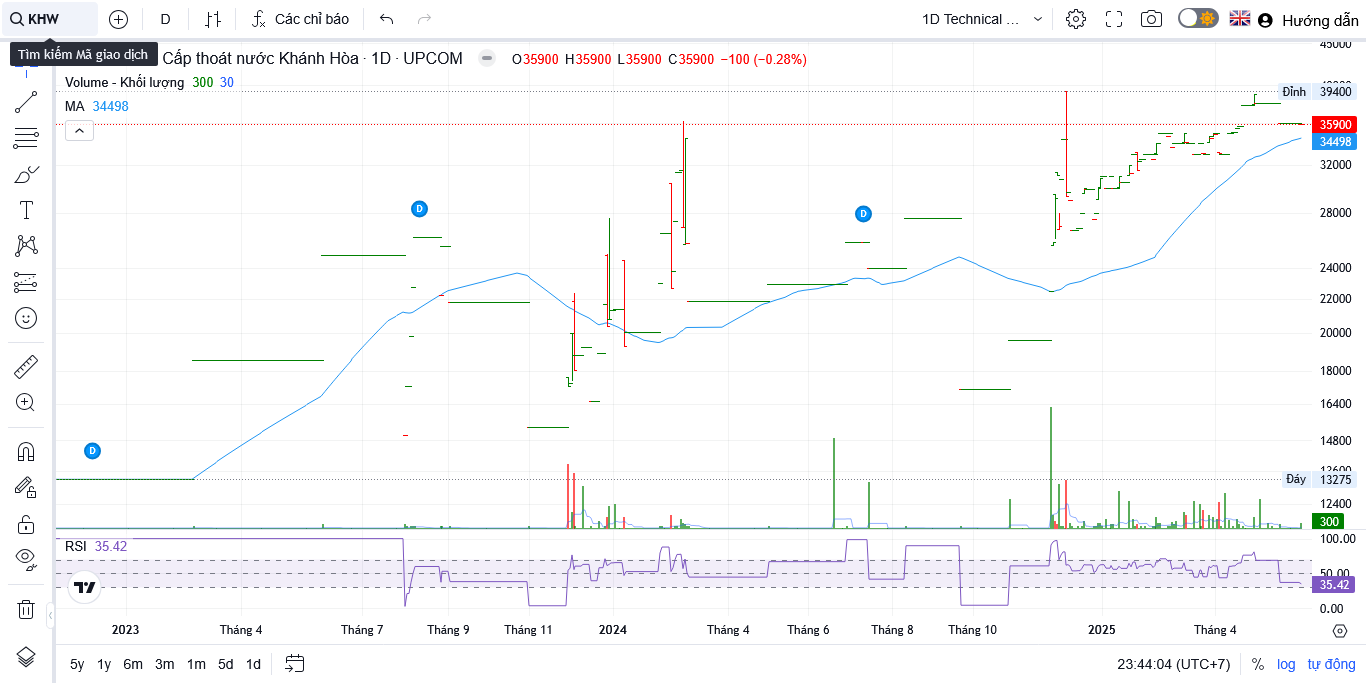 KHW D Các chỉ báo 1D Technical ... Hướng dẫn
Tìm kiếm Mã giao dịch
Cấp thoát nước Khánh Hòa · 1D · UPCOM O35900 H35900 L35900 C35900 −100 (−0.28%)
Volume - Khối lượng 300 30
MA 34498
45000
Đỉnh 39400
35900
34498
32000
28000
24000
22000
20000
18000
16400
14800
13600
Đáy 13275
12400
300
D
D
D
RSI 35.42
100.00
50.00
35.42
0.00
2023 Tháng 4 Tháng 7 Tháng 9 Tháng 11 2024 Tháng 4 Tháng 6 Tháng 8 Tháng 10 2025 Tháng 4
5y 1y 6m 3m 1m 5d 1d 23:44:04 (UTC+7) % log tự động